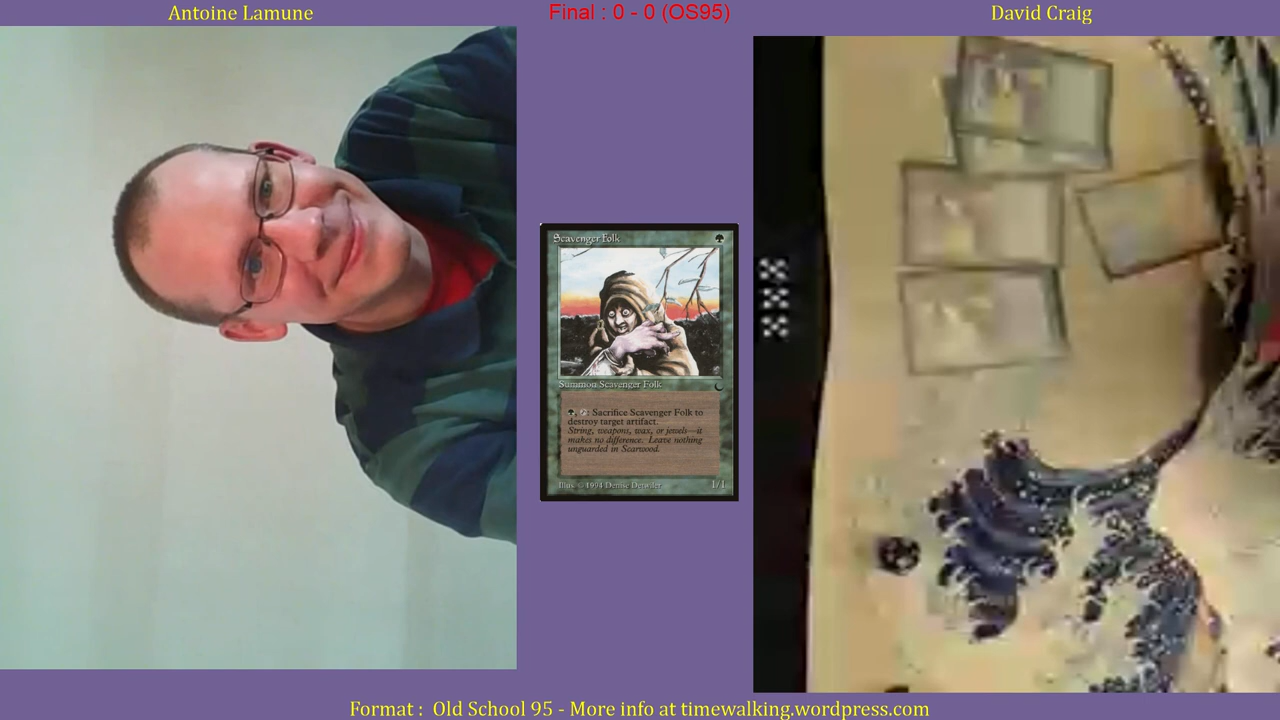 Antoine Lamune
Final : 0 - 0 (OS95)
David Craig
Scavenger Folk
Summon Scavenger Folk
: Sacrifice Scavenger Folk to
destroy target artifact.
String, weapons, wax, or jewels—it
makes no difference. Leave nothing
unguarded in Scarwood.
Illus. © 1994 Dennis Detwiller
1/1
Format : Old School 95 - More info at timewalking.wordpress.com